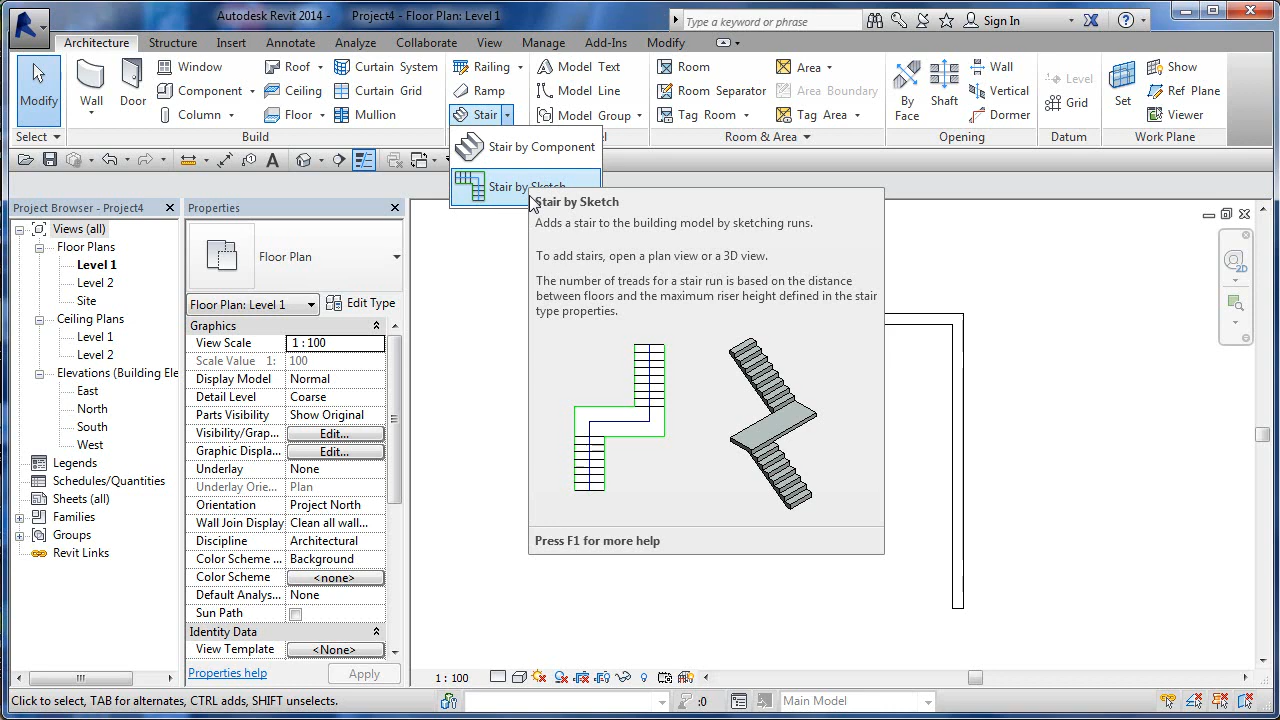 Autodesk Revit 2014 - Project4 - Floor Plan: Level 1
Type a keyword or phrase
Sign In
Architecture Structure Insert Annotate Analyze Collaborate View Manage Add-Ins Modify
Modify
Wall
Door
Window
Component
Column
Roof
Ceiling
Floor
Curtain System
Curtain Grid
Mullion
Railing
Ramp
Stair
Model Text
Model Line
Model Group
Room
Room Separator
Tag Room
Area
Area Boundary
Tag Area
By Face
Shaft
Wall
Vertical
Dormer
Level
Grid
Set
Show
Ref Plane
Viewer
Select Build Room & Area Opening Datum Work Plane
Stair by Component
Stair by Sketch
Stair by Sketch
Adds a stair to the building model by sketching runs.
To add stairs, open a plan view or a 3D view.
The number of treads for a stair run is based on the distance
between floors and the maximum riser height defined in the stair
type properties.
Press F1 for more help
Project Browser - Project4
Views (all)
Floor Plans
Level 1
Level 2
Site
Ceiling Plans
Level 1
Level 2
Elevations (Building Ele
East
North
South
West
Legends
Schedules/Quantities
Sheets (all)
Families
Groups
Revit Links
Properties
Floor Plan
Floor Plan: Level 1 Edit Type
Graphics
View Scale 1 : 100
Scale Value 1: 100
Display Model Normal
Detail Level Coarse
Parts Visibility Show Original
Visibility/Grap... Edit...
Graphic Displa... Edit...
Underlay None
Underlay Orie... Plan
Orientation Project North
Wall Join Display Clean all wall...
Discipline Architectural
Color Scheme ... Background
Color Scheme <none>
Default Analys... None
Sun Path
Identity Data
View Template <None>
Properties help Apply
2D
1 : 100
Click to select, TAB for alternates, CTRL adds, SHIFT unselects.
:0
Main Model